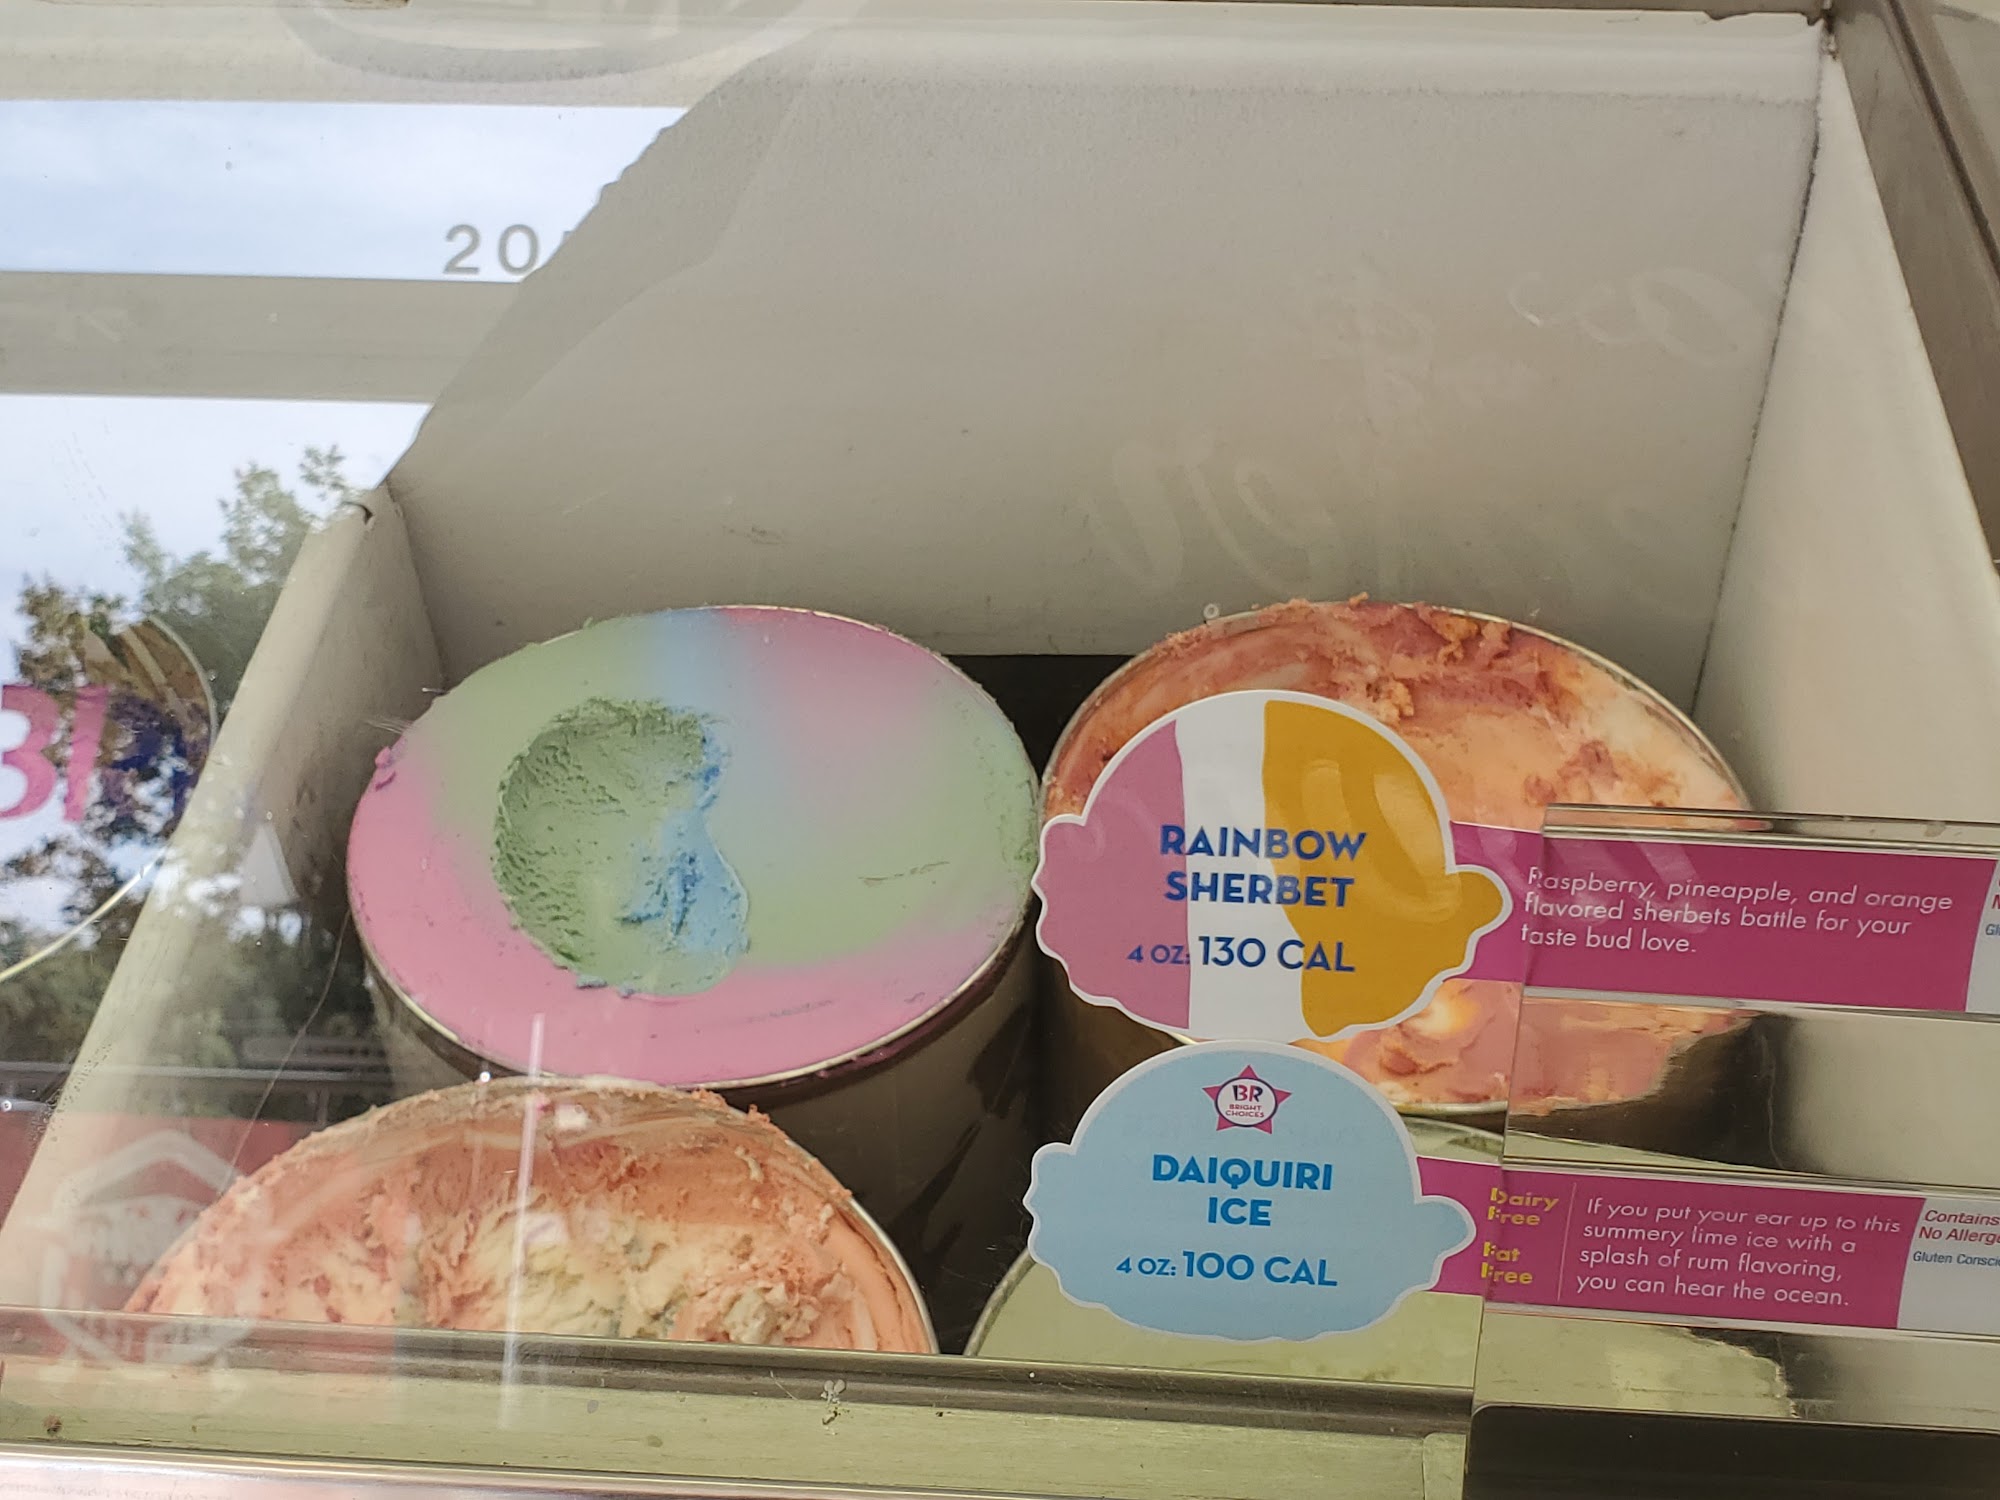 20
31
RAINBOW
SHERBET
4 OZ: 130 CAL
Raspberry, pineapple, and orange
flavored sherbets battle for your
taste bud love.
BR
BRIGHT
CHOICES
DAIQUIRI
ICE
4 OZ: 100 CAL
Dairy
Free
Fat
Free
If you put your ear up to this
summery lime ice with a
splash of rum flavoring,
you can hear the ocean.
Contains
No
Gluten